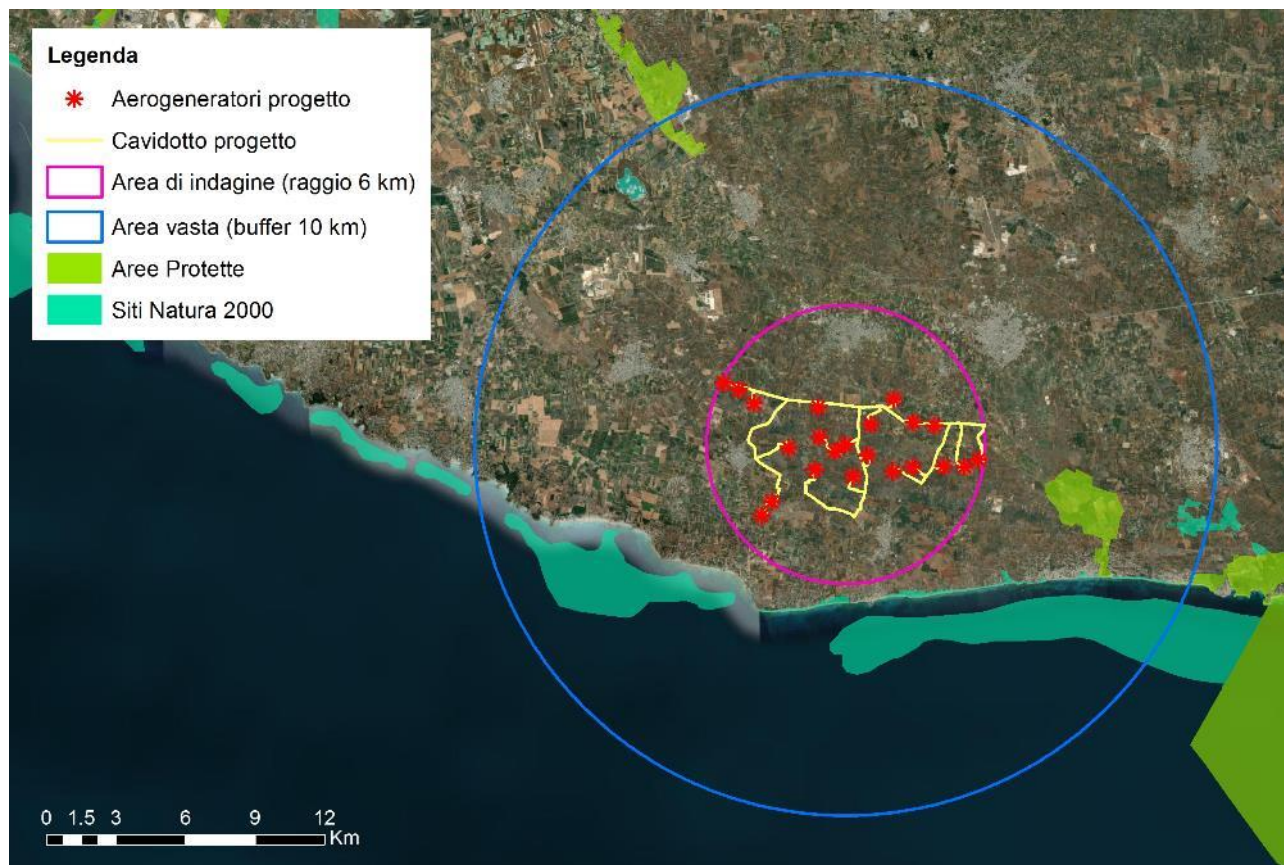 Legenda
Aerogeneratori progetto
Cavidotto progetto
Area di indagine (raggio 6 km)
Area vasta (buffer 10 km)
Aree Protette
Siti Natura 2000
0 1.5 3 6 9 12
Km